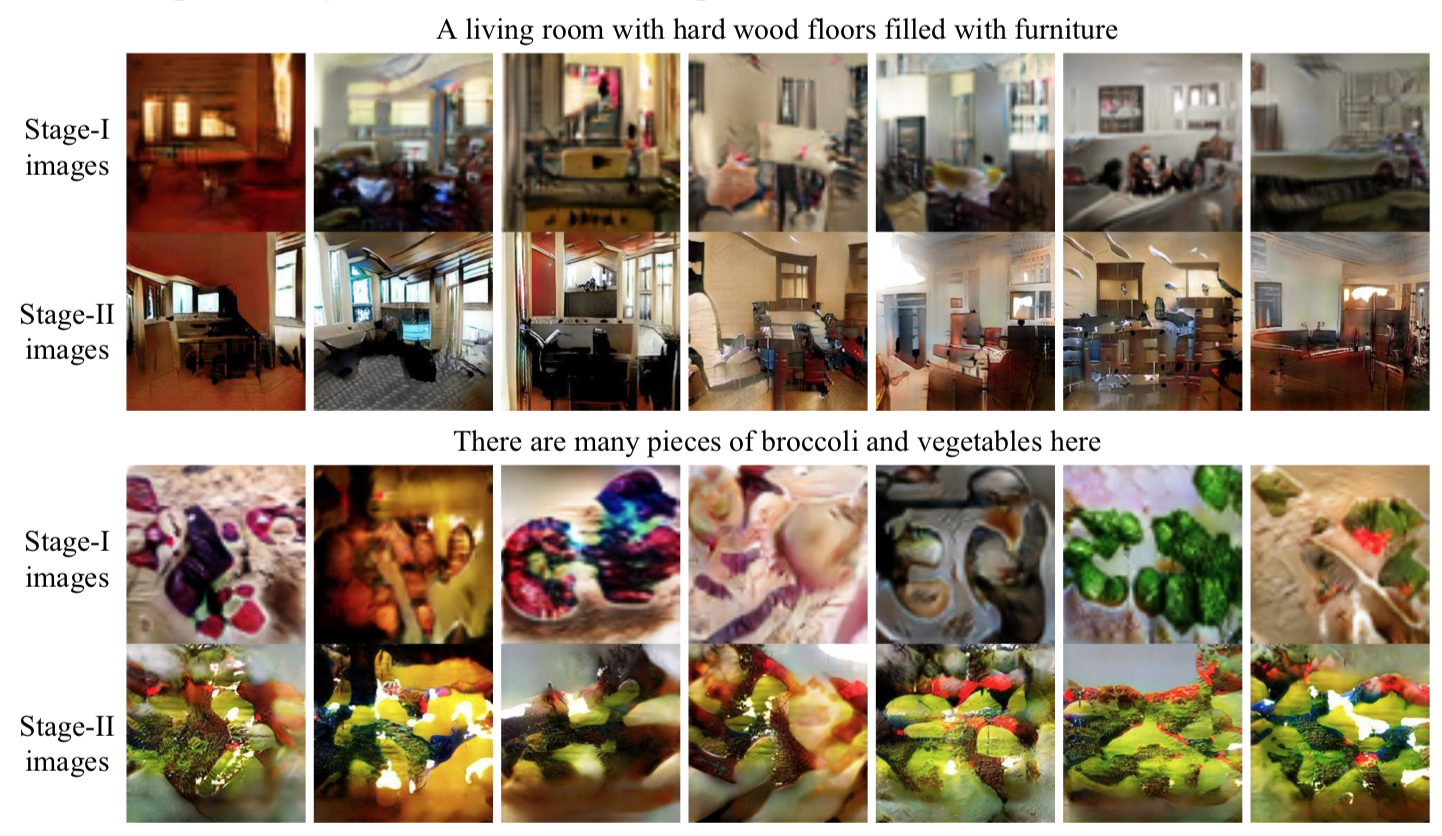 A living room with hard wood floors filled with furniture
Stage-I
images
Stage-II
images
There are many pieces of broccoli and vegetables here
Stage-I
images
Stage-II
images